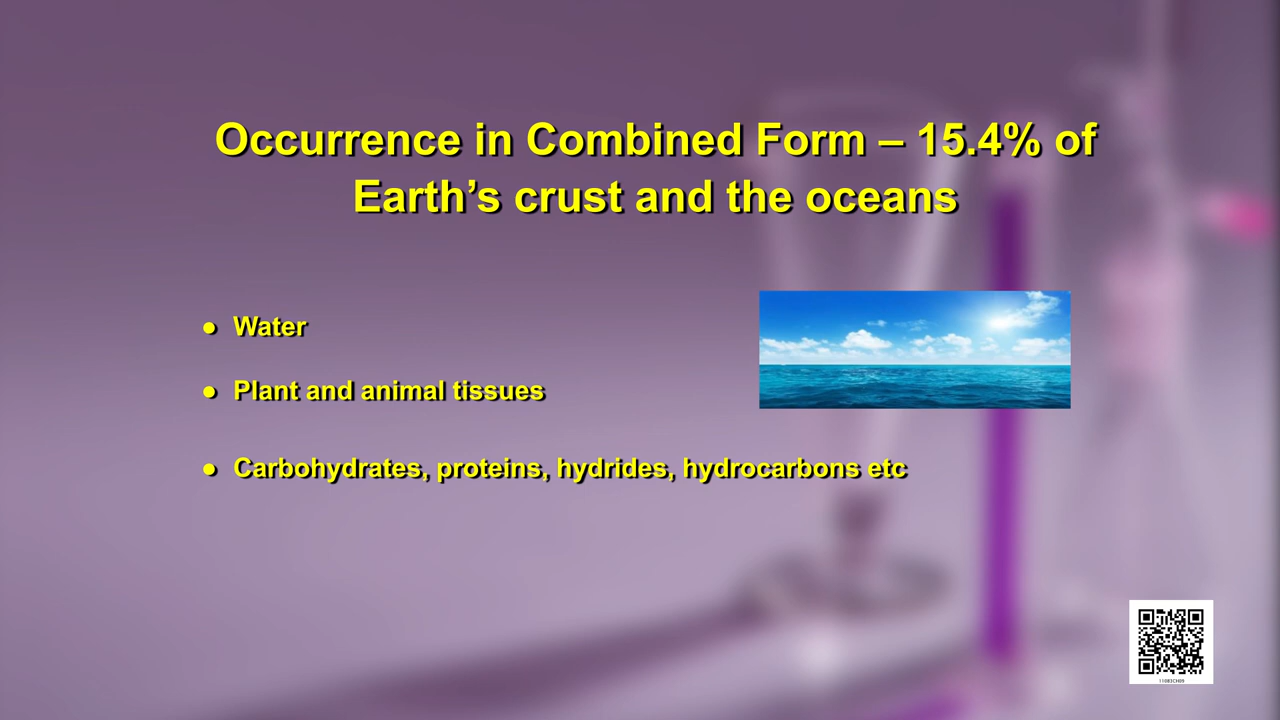 Occurrence in Combined Form – 15.4% of
Earth’s crust and the oceans
● Water
● Plant and animal tissues
● Carbohydrates, proteins, hydrides, hydrocarbons etc
11082CH09